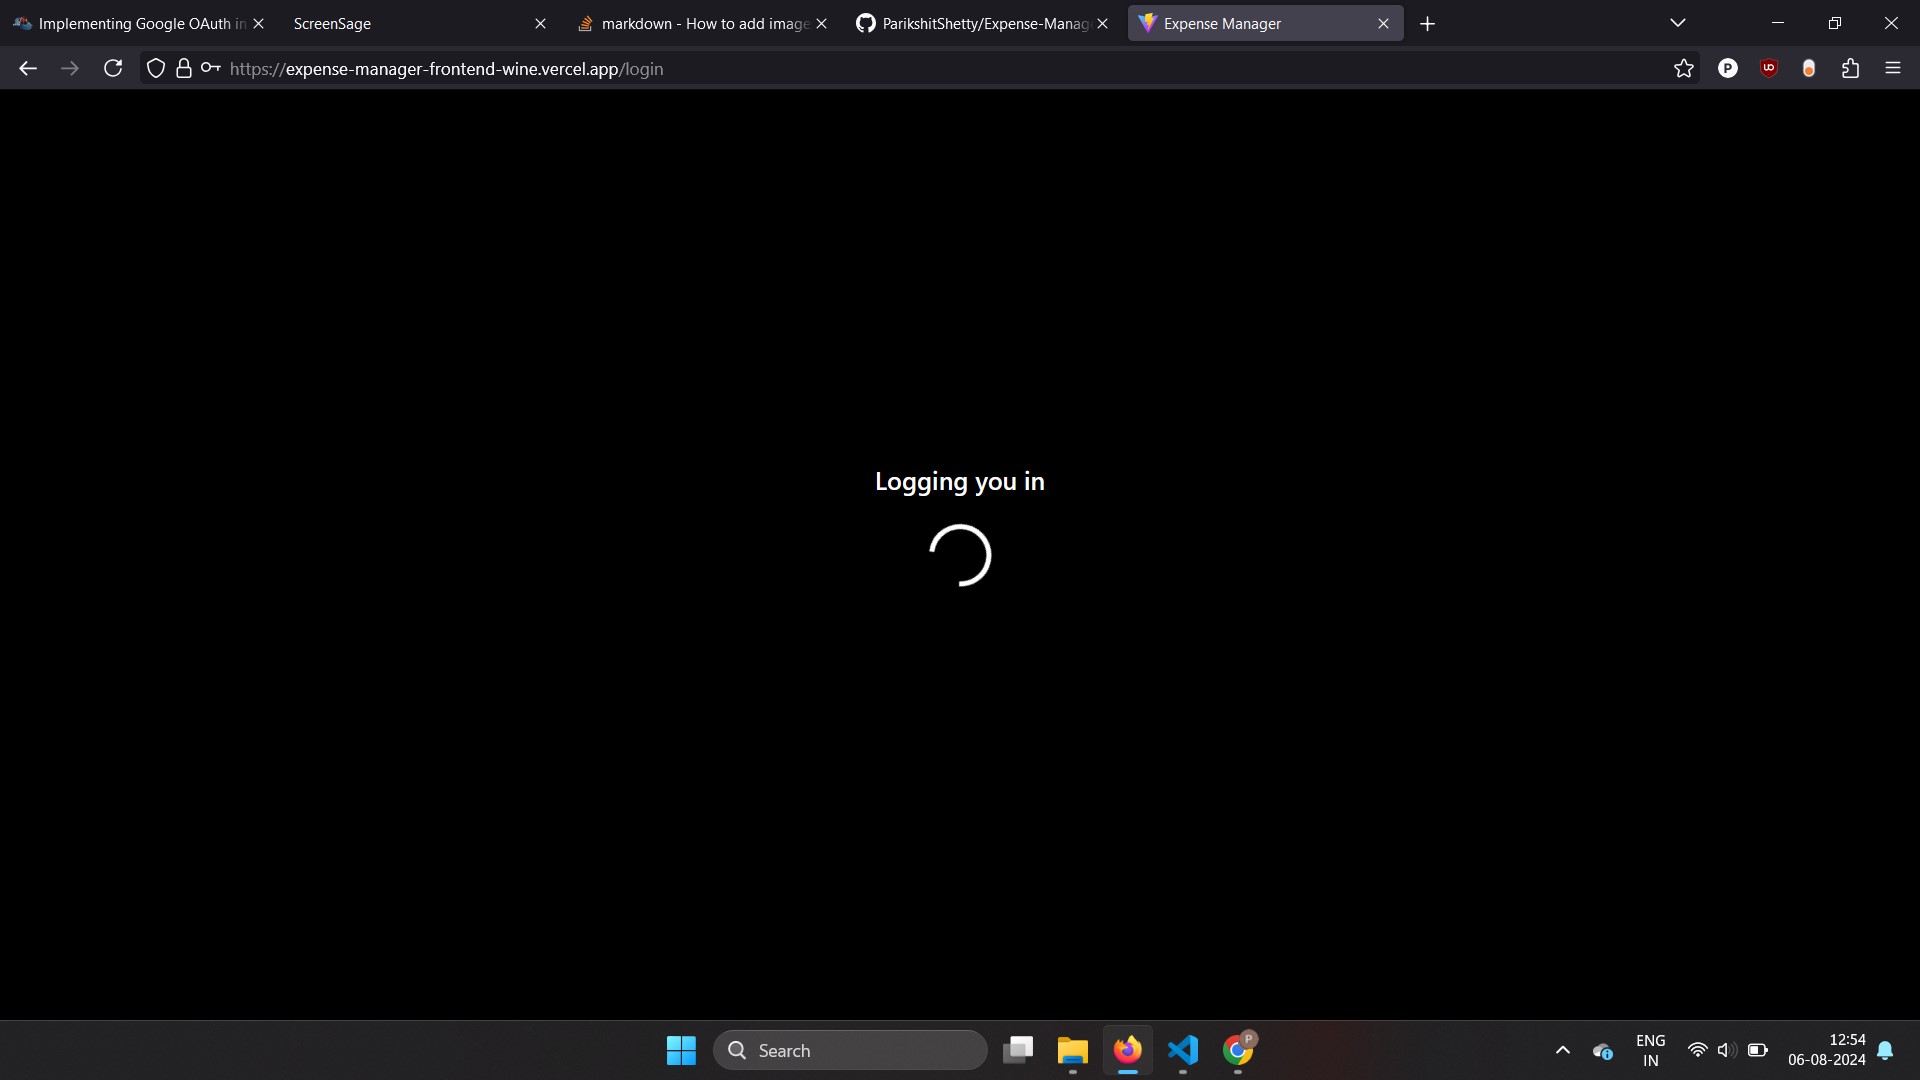 Implementing Google OAuth in
ScreenSage
markdown - How to add image
ParikshitShetty/Expense-Manag
Expense Manager
https://expense-manager-frontend-wine.vercel.app/login
P
Logging you in
Search
P
ENG
IN
12:54
06-08-2024